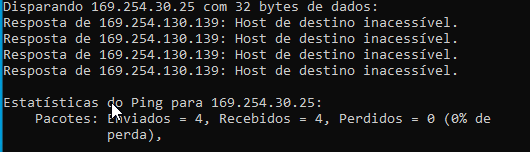 Disparando 169.254.30.25 com 32 bytes de dados:
Resposta de 169.254.130.139: Host de destino inacessível.
Resposta de 169.254.130.139: Host de destino inacessível.
Resposta de 169.254.130.139: Host de destino inacessível.
Resposta de 169.254.130.139: Host de destino inacessível.
Estatísticas do Ping para 169.254.30.25:
Pacotes: Enviados = 4, Recebidos = 4, Perdidos = 0 (0% de
perda),